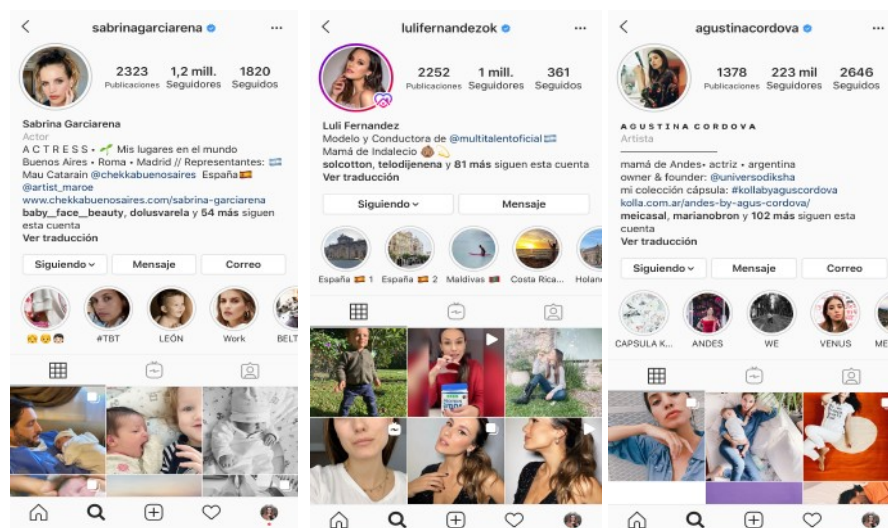 sabrinagarciarena
2323 1,2 mill. 1820
Publicaciones Seguidores Seguidos
Sabrina Garciarena
Actor
A C T R E S S • 🌱 Mis lugares en el mundo
Buenos Aires • Roma • Madrid // Representantes: 🇦🇷
Mau Catarain @chekkabuenosaires España🇪🇸
@artist_maroe
www.chekkabuenosaires.com/sabrina-garciarena
baby__face__beauty, dolusvarela y 54 más siguen
esta cuenta
Ver traducción
Siguiendo Mensaje Correo
#TBT LEÓN Work BELT
lulifernandezok
2252 1 mill. 361
Publicaciones Seguidores Seguidos
Luli Fernandez
Modelo y Conductora de @multitalentoficial🇦🇷
Mamá de Indalecio
solcotton, telodijenena y 81 más siguen esta cuenta
Ver traducción
Siguiendo Mensaje
España 🇪🇸 1 España 🇪🇸 2 Maldivas 🇲🇻 Costa Rica... Holan
agustinacordova
1378 223 mil 2646
Publicaciones Seguidores Seguidos
A G U S T I N A C O R D O V A
Artista
mamá de Andes• actriz • argentina
owner & founder: @universodiksha
mi colección cápsula: #kollabyaguscordova
kolla.com.ar/andes-by-agus-cordova/
meicasal, marianobron y 102 más siguen esta
cuenta
Ver traducción
Siguiendo Mensaje Correo
CAPSULA K... ANDES WE VENUS ME